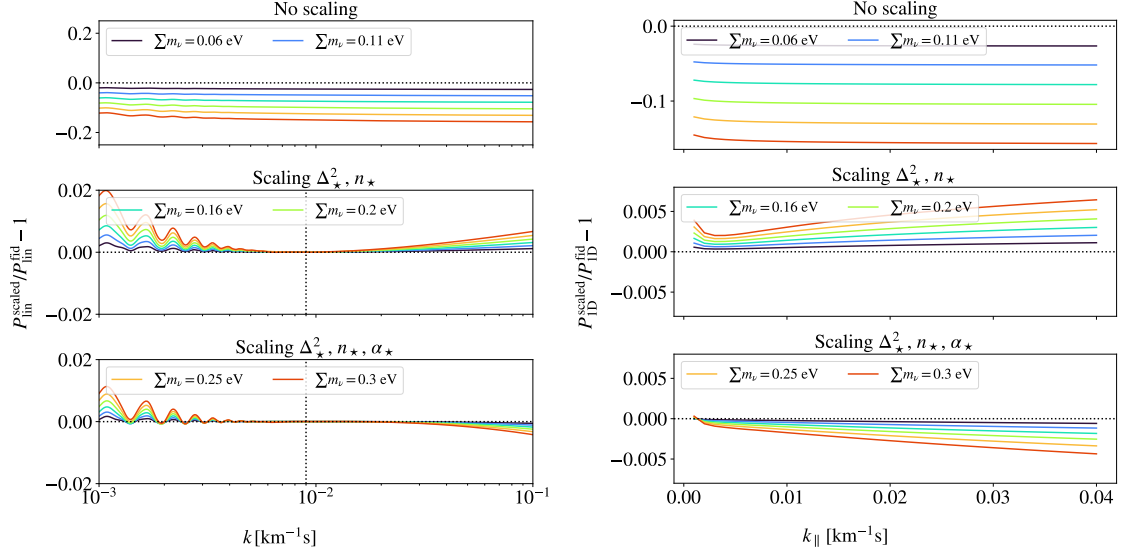 No scaling
0.2
0.0
−0.2
∑m_ν = 0.06 eV
∑m_ν = 0.11 eV
Scaling Δ²_⋆, n_⋆
0.02
0.00
−0.02
∑m_ν = 0.16 eV
∑m_ν = 0.2 eV
P_lin^scaled/P_lin^fid − 1
Scaling Δ²_⋆, n_⋆, α_⋆
0.02
0.00
−0.02
∑m_ν = 0.25 eV
∑m_ν = 0.3 eV
10⁻³ 10⁻² 10⁻¹
k [km⁻¹s]
No scaling
0.0
−0.1
∑m_ν = 0.06 eV
∑m_ν = 0.11 eV
Scaling Δ²_⋆, n_⋆
0.005
0.000
−0.005
∑m_ν = 0.16 eV
∑m_ν = 0.2 eV
P_1D^scaled/P_1D^fid − 1
Scaling Δ²_⋆, n_⋆, α_⋆
0.000
−0.005
∑m_ν = 0.25 eV
∑m_ν = 0.3 eV
0.00 0.01 0.02 0.03 0.04
k_∥ [km⁻¹s]